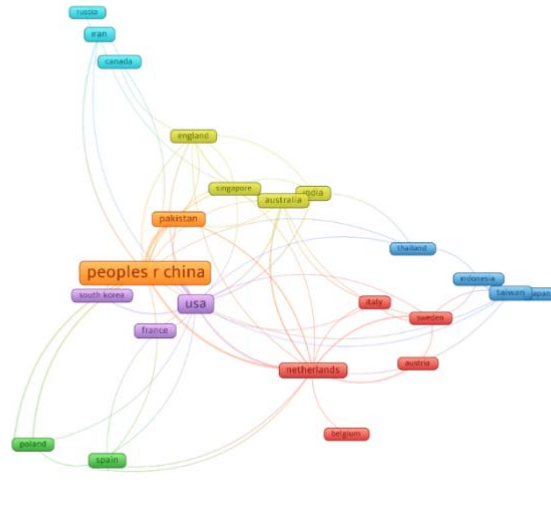 russia
iran
canada
england
singapore
india
australia
pakistan
thailand
peoples r china
indonesia
south korea
taiwan
japan
usa
italy
sweden
france
austria
netherlands
belgium
poland
spain